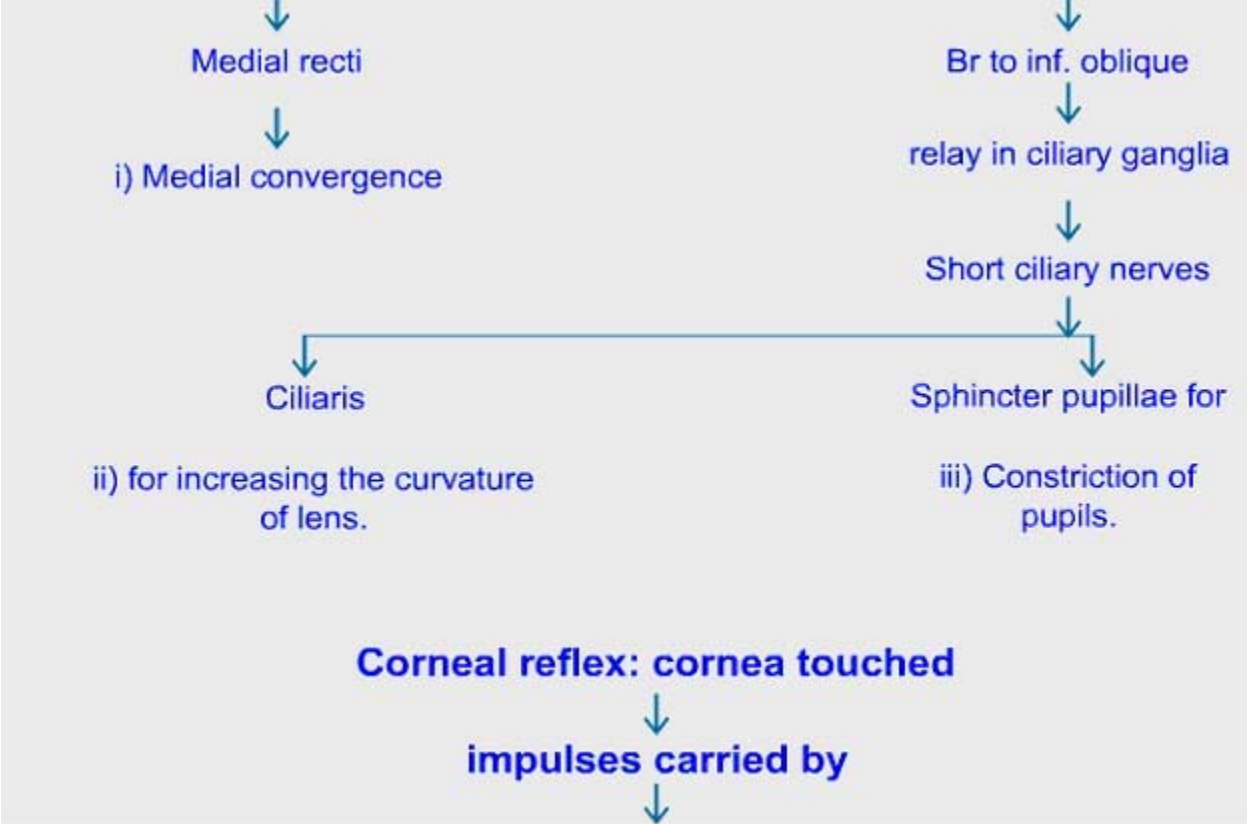 Medial recti
Br to inf. oblique
i) Medial convergence
relay in ciliary ganglia
Short ciliary nerves
Ciliaris
Sphincter pupillae for
ii) for increasing the curvature
of lens.
iii) Constriction of
pupils.
Corneal reflex: cornea touched
impulses carried by